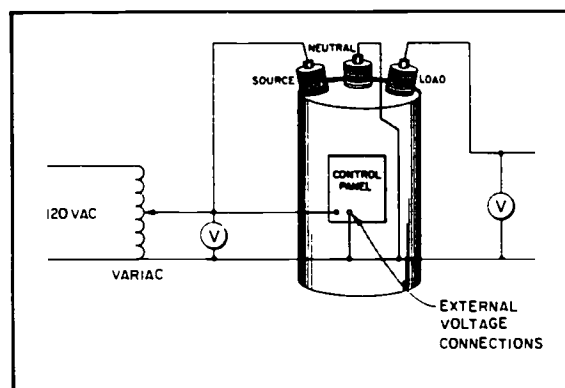 NEUTRAL
SOURCE
LOAD
CONTROL
PANEL
120 VAC
V
V
VARIAC
EXTERNAL
VOLTAGE
CONNECTIONS